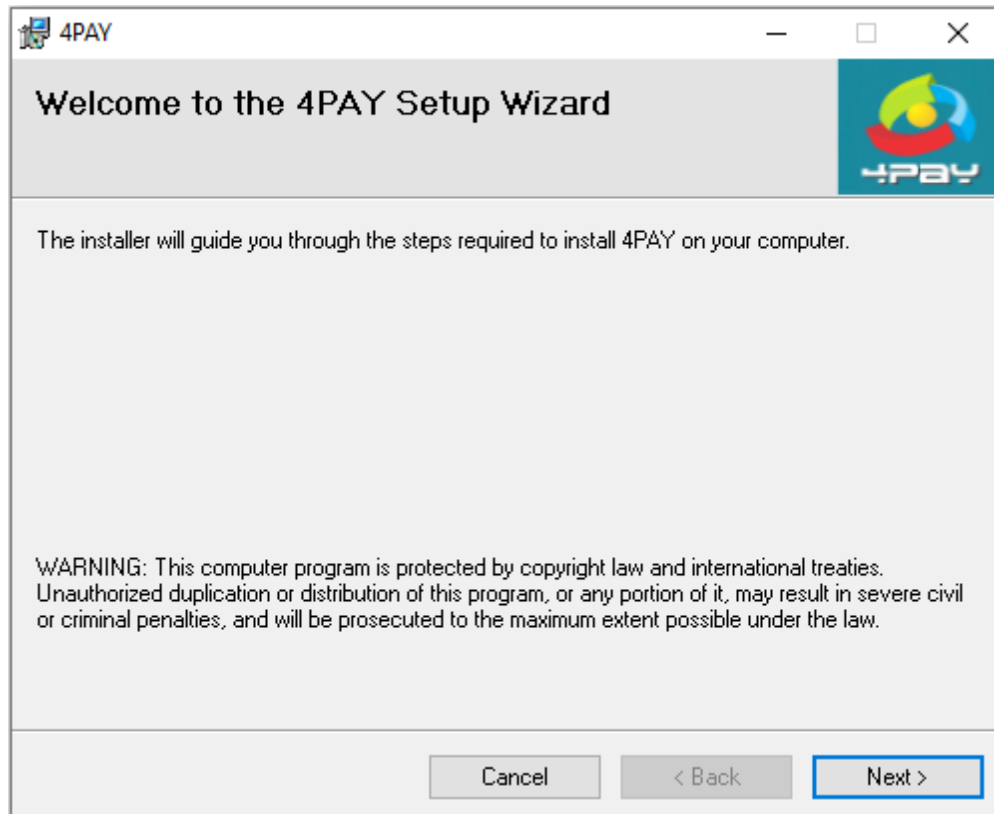 4PAY
Welcome to the 4PAY Setup Wizard
4PAY
The installer will guide you through the steps required to install 4PAY on your computer.
WARNING: This computer program is protected by copyright law and international treaties.
Unauthorized duplication or distribution of this program, or any portion of it, may result in severe civil
or criminal penalties, and will be prosecuted to the maximum extent possible under the law.
Cancel
< Back
Next >